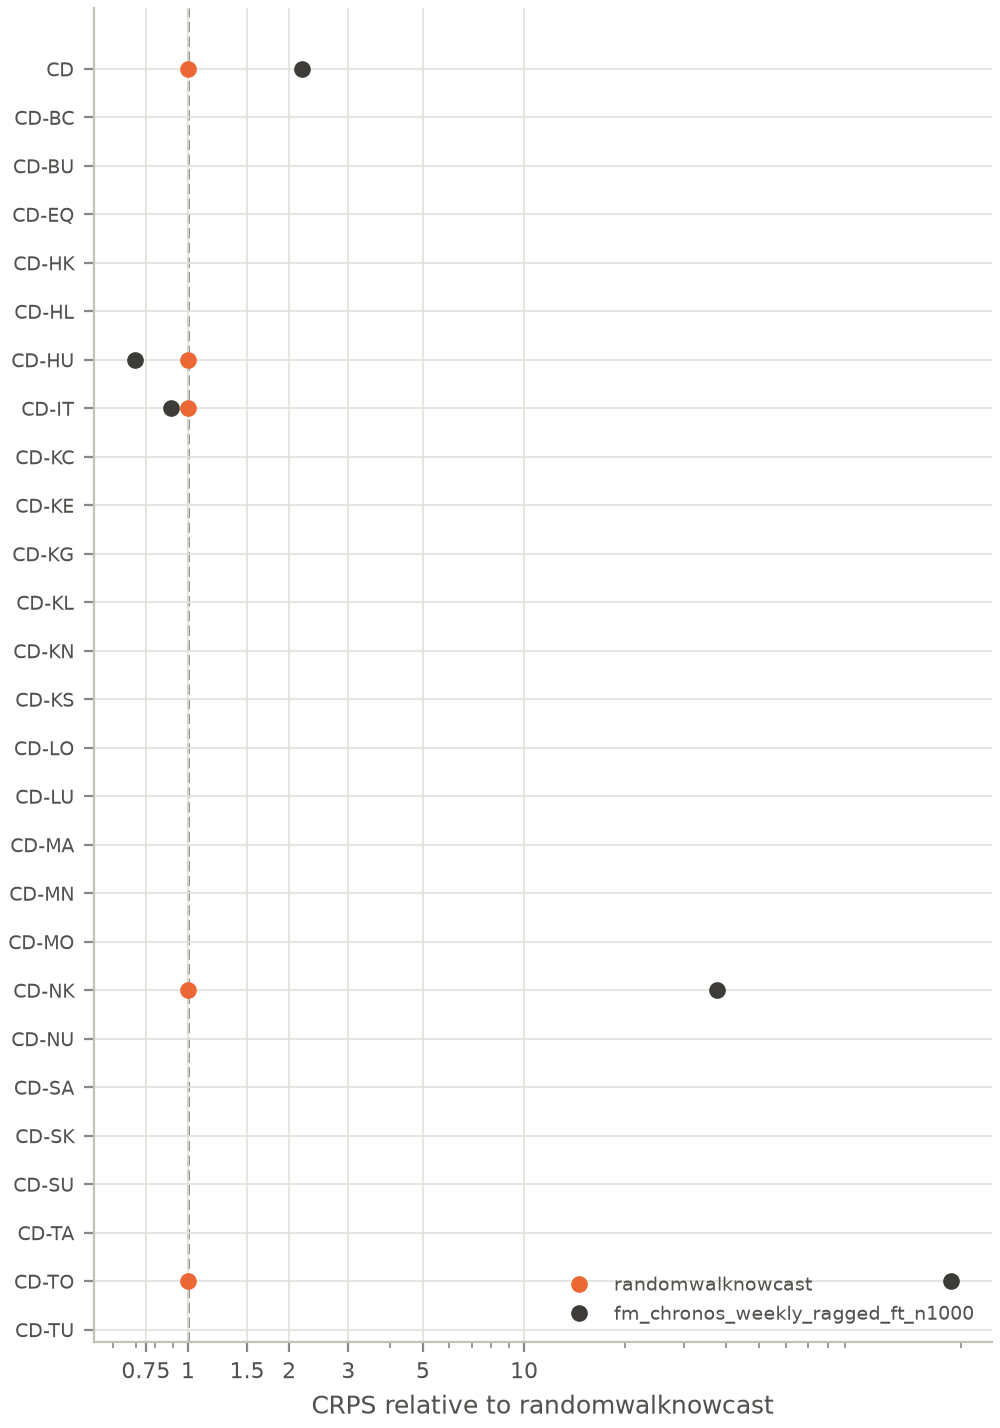 CD
CD-BC
CD-BU
CD-EQ
CD-HK
CD-HL
CD-HU
CD-IT
CD-KC
CD-KE
CD-KG
CD-KL
CD-KN
CD-KS
CD-LO
CD-LU
CD-MA
CD-MN
CD-MO
CD-NK
CD-NU
CD-SA
CD-SK
CD-SU
CD-TA
CD-TO
CD-TU
randomwalknowcast
fm_chronos_weekly_ragged_ft_n1000
0.75 1 1.5 2 3 5 10
CRPS relative to randomwalknowcast